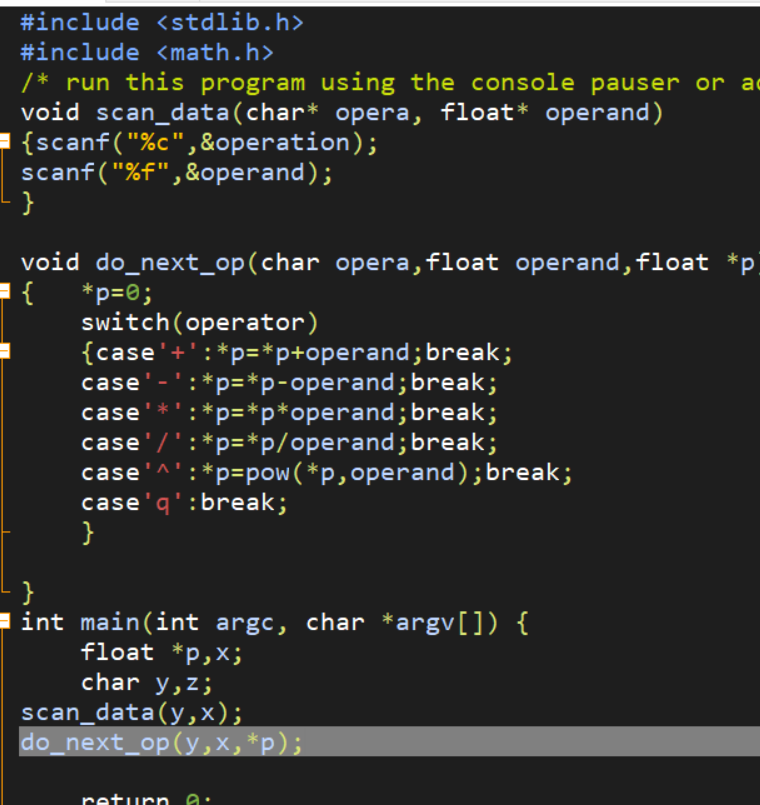 #include <stdlib.h>
#include <math.h>
/* run this program using the console pauser or
void scan_data(char* opera, float* operand)
{scanf("%c",&operation);
scanf("%f",&operand);
}
void do_next_op(char opera,float operand,float *p
{ *p=0;
switch(operator)
{case'+':*p=*p+operand;break;
case'-':*p=*p-operand;break;
case'*':*p=*p*operand;break;
case'/':*p=*p/operand;break;
case'^':*p=pow(*p,operand);break;
case'q':break;
}
}
int main(int argc, char *argv[]) {
float *p,x;
char y,z;
scan_data(y,x);
do_next_op(y,x,*p);
return 0;